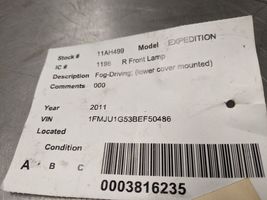 Stock # 11AH499 Model EXPEDITION
IC # 1196 R Front Lamp
Description Fog-Driving; (lower cover mounted)
Comments 000
Year 2011
VIN 1FMJU1G53BEF50486
Located
Condition
A B C
0003816235